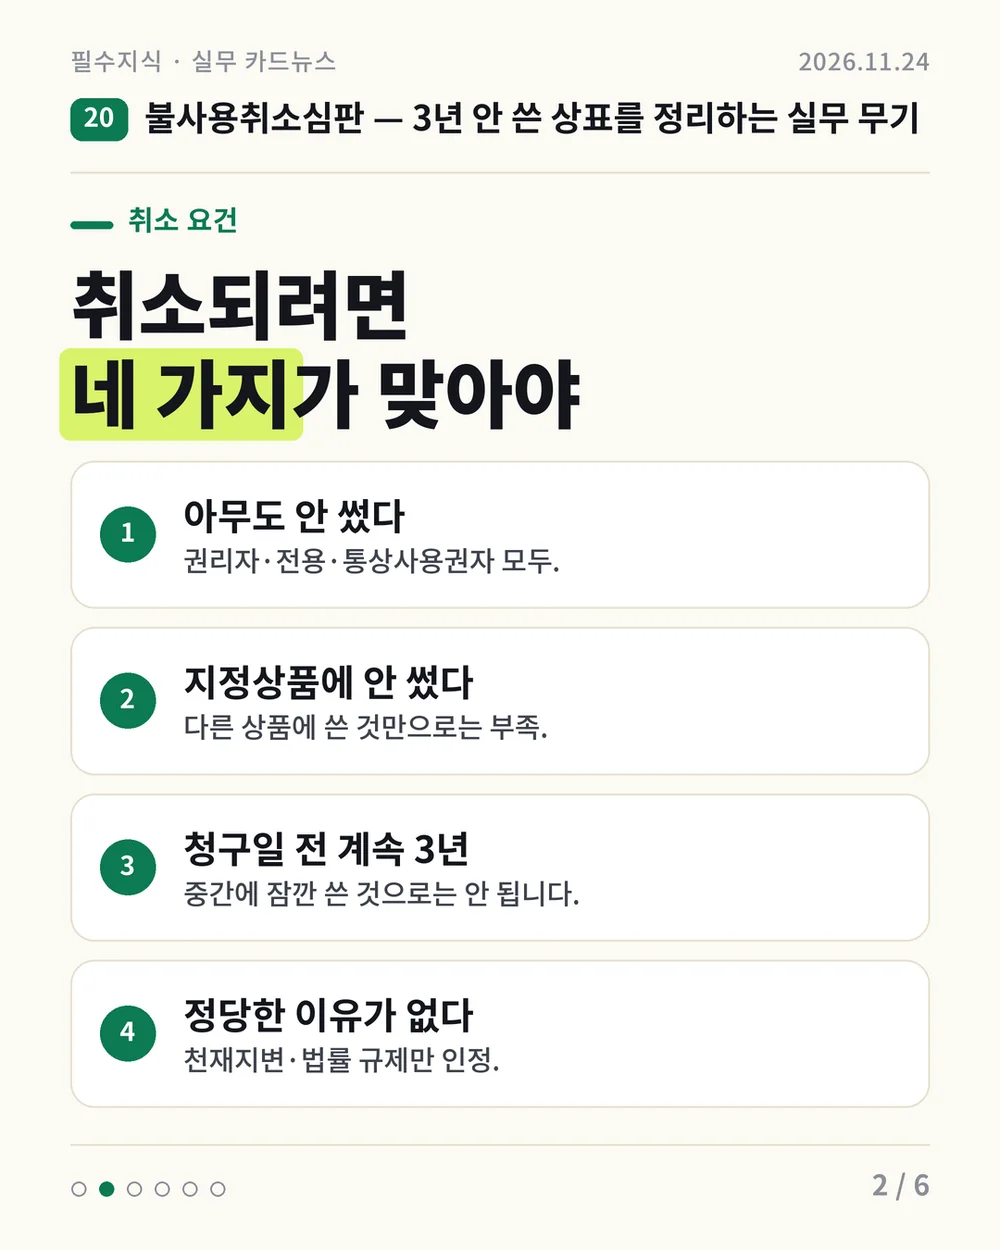 필수지식 · 실무 카드뉴스
2026.11.24
20 불사용취소심판 — 3년 안 쓴 상표를 정리하는 실무 무기
취소 요건
취소되려면
네 가지가 맞아야
1
아무도 안 썼다
권리자·전용·통상사용권자 모두.
2
지정상품에 안 썼다
다른 상품에 쓴 것만으로는 부족.
3
청구일 전 계속 3년
중간에 잠깐 쓴 것으로는 안 됩니다.
4
정당한 이유가 없다
천재지변·법률 규제만 인정.
2 / 6